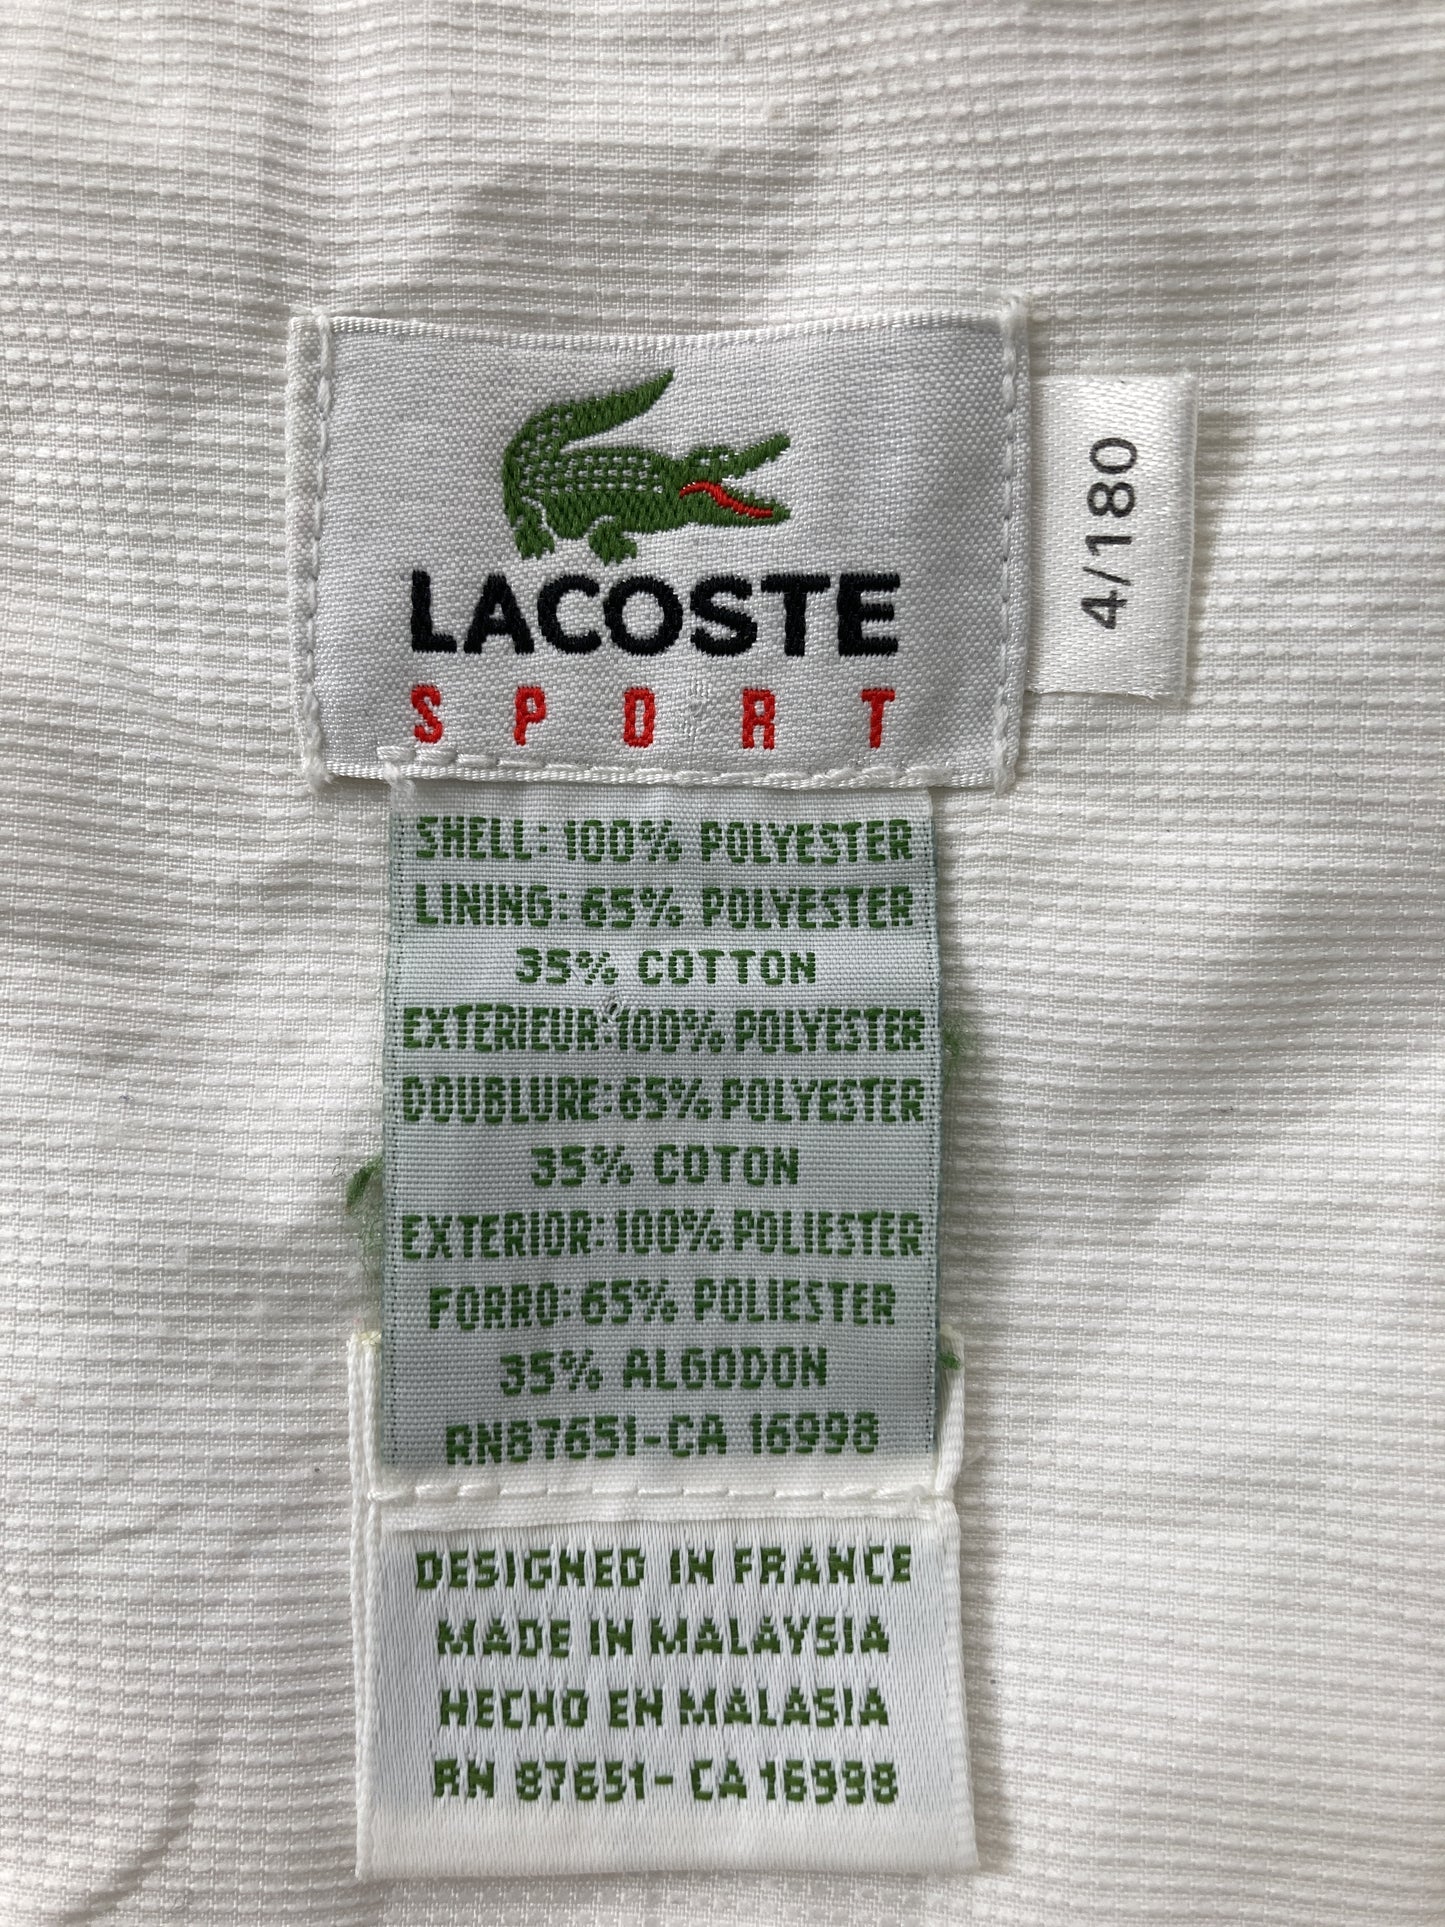 LACOSTE
SPORT
4/180
SHELL: 100% POLYESTER
LINING: 65% POLYESTER
35% COTTON
EXTERIEUR: 100% POLYESTER
DOUBLURE: 65% POLYESTER
35% COTON
EXTERIOR: 100% POLIESTER
FORRO: 65% POLIESTER
35% ALGODON
RN87651-CA 16998
DESIGNED IN FRANCE
MADE IN MALAYSIA
HECHO EN MALASIA
RN 87651- CA 16998